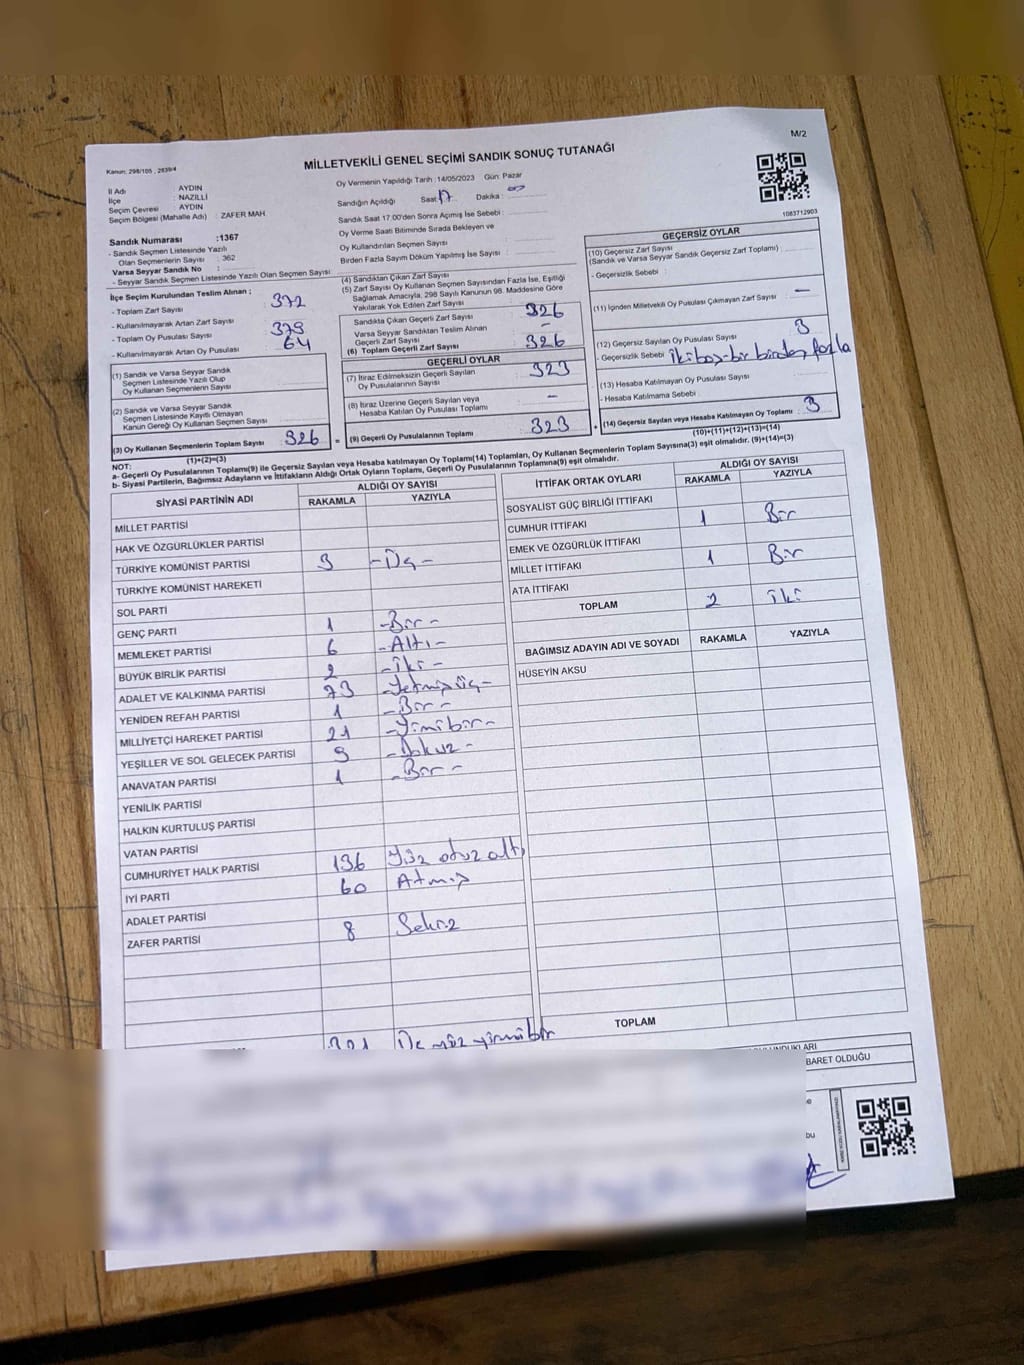 M/2
Kanun: 298/105 , 2839/4
MİLLETVEKİLİ GENEL SEÇİMİ SANDIK SONUÇ TUTANAĞI
İl Adı : AYDIN
İlçe : NAZİLLİ
Seçim Çevresi : AYDIN
Seçim Bölgesi (Mahalle Adı) : ZAFER MAH
Sandık Numarası :1367
- Sandık Seçmen Listesinde Yazılı
Olan Seçmenlerin Sayısı : 362
Varsa Seyyar Sandık No :
- Seyyar Sandık Seçmen Listesinde Yazılı Olan Seçmen Sayısı :
Oy Vermenin Yapıldığı Tarih :14/05/2023 Gün: Pazar
Sandığın Açıldığı Saat: 17 Dakika :
Sandık Saat 17.00'den Sonra Açımış İse Sebebi :
Oy Verme Saati Bitiminde Sırada Bekleyen ve
Oy Kullandırılan Seçmen Sayısı :
Birden Fazla Sayım Döküm Yapılmış İse Sayısı :
1083712903
İlçe Seçim Kurulundan Teslim Alınan ;
- Toplam Zarf Sayısı : 372
- Kullanılmayarak Artan Zarf Sayısı :
- Toplam Oy Pusulası Sayısı : 379
- Kullanılmayarak Artan Oy Pusulası : 64
(1) Sandık ve Varsa Seyyar Sandık
Seçmen Listesinde Yazılı Olup
Oy Kullanan Seçmenlerin Sayısı :
(2) Sandık ve Varsa Seyyar Sandık
Seçmen Listesinde Kayıtlı Olmayan
Kanun Gereği Oy Kullanan Seçmen Sayısı :
(3) Oy Kullanan Seçmenlerin Toplam Sayısı : 326
(1)+(2)=(3)
(4) Sandıktan Çıkan Zarf Sayısı :
(5) Zarf Sayısı Oy Kullanan Seçmen Sayısından Fazla İse, Eşitliği
Sağlamak Amacıyla, 298 Sayılı Kanunun 98. Maddesine Göre
Yakılarak Yok Edilen Zarf Sayısı :
Sandıkta Çıkan Geçerli Zarf Sayısı : 326
Varsa Seyyar Sandıktan Teslim Alınan
Geçerli Zarf Sayısı : -
(6) Toplam Geçerli Zarf Sayısı : 326
GEÇERLİ OYLAR
(7) İtiraz Edilmeksizin Geçerli Sayılan
Oy Pusulalarının Sayısı : 323
(8) İtiraz Üzerine Geçerli Sayılan veya
Hesaba Katılan Oy Pusulası Toplamı : -
= (9) Geçerli Oy Pusulalarının Toplamı : 323
GEÇERSİZ OYLAR
(10) Geçersiz Zarf Sayısı
(Sandık ve Varsa Seyyar Sandık Geçersiz Zarf Toplamı) :
- Geçersizlik Sebebi :
(11) İçinden Milletvekili Oy Pusulası Çıkmayan Zarf Sayısı : -
(12) Geçersiz Sayılan Oy Pusulası Sayısı : 3
- Geçersizlik Sebebi : iki boş-bir birden fazla
(13) Hesaba Katılmayan Oy Pusulası Sayısı :
- Hesaba Katılmama Sebebi :
+ (14) Geçersiz Sayılan veya Hesaba Katılmayan Oy Toplamı : 3
(10)+(11)+(12)+(13)=(14)
NOT:
a- Geçerli Oy Pusulalarının Toplamı(9) ile Geçersiz Sayılan veya Hesaba katılmayan Oy Toplamı(14) Toplamları, Oy Kullanan Seçmenlerin Toplam Sayısına(3) eşit olmalıdır. (9)+(14)=(3)
b- Siyasi Partilerin, Bağımsız Adayların ve İttifakların Aldığı Ortak Oyların Toplamı, Geçerli Oy Pusulalarının Toplamına(9) eşit olmalıdır.
SİYASİ PARTİNİN ADI ALDIĞI OY SAYISI
RAKAMLA YAZIYLA
MİLLET PARTİSİ
HAK VE ÖZGÜRLÜKLER PARTİSİ
TÜRKİYE KOMÜNİST PARTİSİ 3 -Üç-
TÜRKİYE KOMÜNİST HAREKETİ
SOL PARTİ
GENÇ PARTİ 1 -Bir-
MEMLEKET PARTİSİ 6 -Altı-
BÜYÜK BİRLİK PARTİSİ 2 -iki-
ADALET VE KALKINMA PARTİSİ 73 -Yetmişüç-
YENİDEN REFAH PARTİSİ 1 -Bir-
MİLLİYETÇİ HAREKET PARTİSİ 21 -Yirmibir-
YEŞİLLER VE SOL GELECEK PARTİSİ 9 -Dokuz-
ANAVATAN PARTİSİ 1 -Bir-
YENİLİK PARTİSİ
HALKIN KURTULUŞ PARTİSİ
VATAN PARTİSİ
CUMHURİYET HALK PARTİSİ 136 Yüz otuz altı
İYİ PARTİ 60 Atmış
ADALET PARTİSİ
ZAFER PARTİSİ 8 Sekiz
321 Üç yüz yirmi bir
İTTİFAK ORTAK OYLARI ALDIĞI OY SAYISI
RAKAMLA YAZIYLA
SOSYALİST GÜÇ BİRLİĞİ İTTİFAKI
CUMHUR İTTİFAKI 1 Bir
EMEK VE ÖZGÜRLÜK İTTİFAKI
MİLLET İTTİFAKI 1 Bir
ATA İTTİFAKI
TOPLAM 2 iki
BAĞIMSIZ ADAYIN ADI VE SOYADI RAKAMLA YAZIYLA
HÜSEYİN AKSU
TOPLAM
BARET OLDUĞU